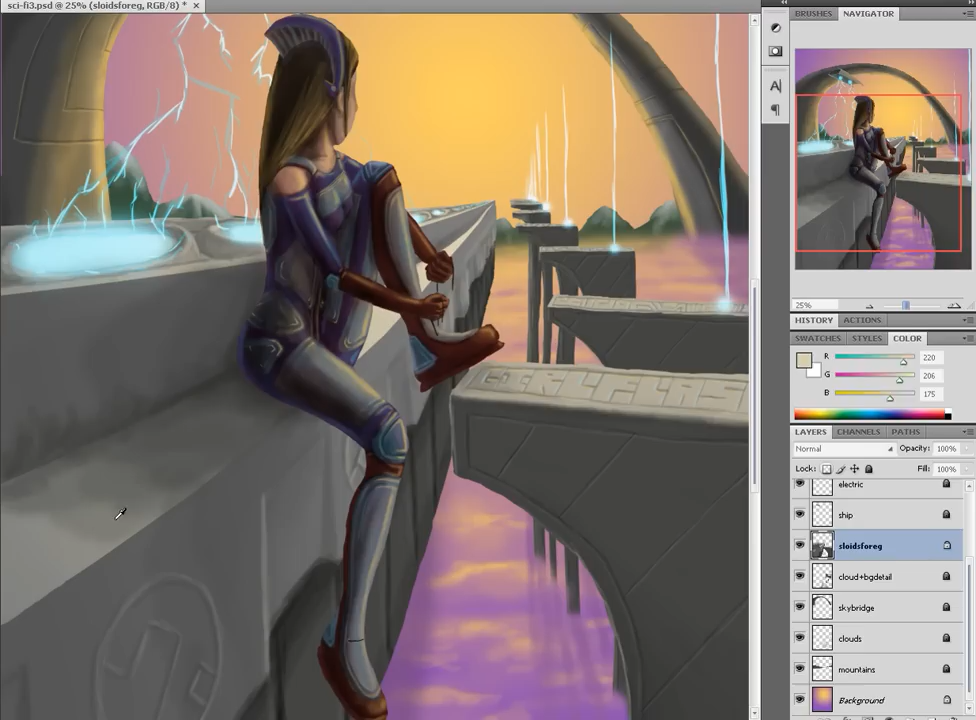 sci-fi3.psd @ 25% (sloidsforeg, RGB/8) * ×
BRUSHES NAVIGATOR
A|
25%
HISTORY ACTIONS
SWATCHES STYLES COLOR
R 220
G 206
B 175
LAYERS CHANNELS PATHS
Normal Opacity: 100%
Lock: Fill: 100%
electric
ship
sloidsforeg
cloud+bgdetail
skybridge
clouds
mountains
Background